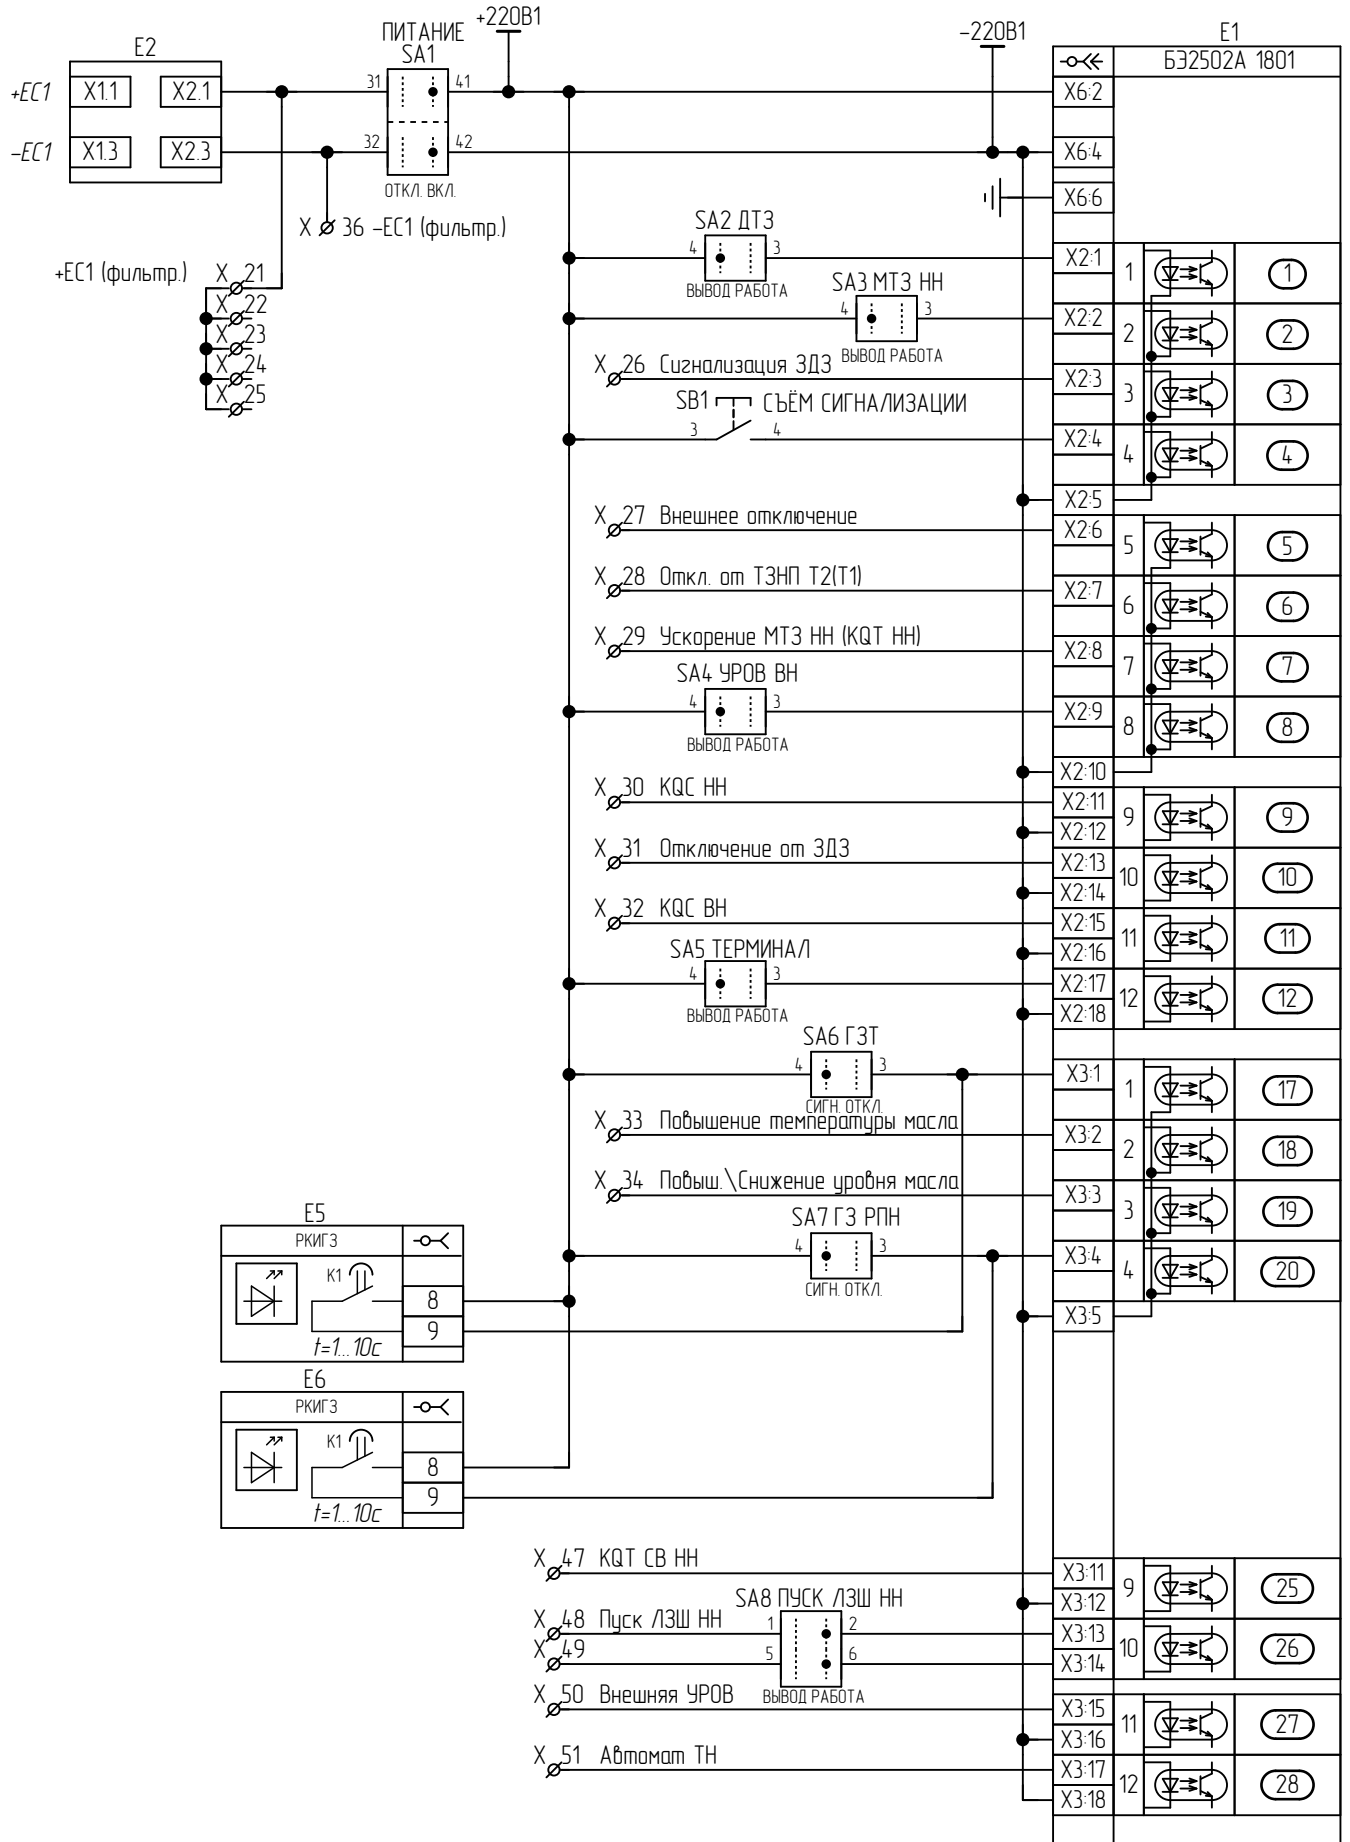 +220В1
ПИТАНИЕ
SA1
-220В1
E1
E2
БЭ2502А 1801
+EC1 X1.1 X2.1 31 41 X6:2
-EC1 X1.3 X2.3 32 42 X6:4
ОТКЛ. ВКЛ.
X6:6
X 36 -EC1 (фильтр.)
SA2 ДТЗ
4 3 X2:1 1 1
ВЫВОД РАБОТА
+EC1 (фильтр.) X 21
X 22
X 23
X 24
X 25
SA3 МТЗ НН
4 3 X2:2 2 2
ВЫВОД РАБОТА
X 26 Сигнализация ЗДЗ X2:3 3 3
SB1 СЪЁМ СИГНАЛИЗАЦИИ
3 4 X2:4 4 4
X2:5
X 27 Внешнее отключение X2:6 5 5
X 28 Откл. от ТЗНП Т2(Т1) X2:7 6 6
X 29 Ускорение МТЗ НН (KQT НН) X2:8 7 7
SA4 УРОВ ВН
4 3 X2:9 8 8
ВЫВОД РАБОТА
X2:10
X 30 KQC НН X2:11 9 9
X2:12
X 31 Отключение от ЗДЗ X2:13 10 10
X2:14
X 32 KQC ВН X2:15 11 11
X2:16
SA5 ТЕРМИНАЛ
4 3 X2:17 12 12
ВЫВОД РАБОТА X2:18
SA6 ГЗТ
4 3 X3:1 1 17
СИГН. ОТКЛ.
X 33 Повышение температуры масла X3:2 2 18
X 34 Повыш.\Снижение уровня масла X3:3 3 19
SA7 ГЗ РПН
4 3 X3:4 4 20
СИГН. ОТКЛ.
X3:5
E5
РКИГЗ
K1 8
9
t=1...10с
E6
РКИГЗ
K1 8
9
t=1...10с
X 47 KQT СВ НН X3:11 9 25
X3:12
SA8 ПУСК ЛЗШ НН
X 48 Пуск ЛЗШ НН 1 2 X3:13 10 26
X 49 5 6 X3:14
ВЫВОД РАБОТА
X 50 Внешняя УРОВ X3:15 11 27
X3:16
X 51 Автомат ТН X3:17 12 28
X3:18